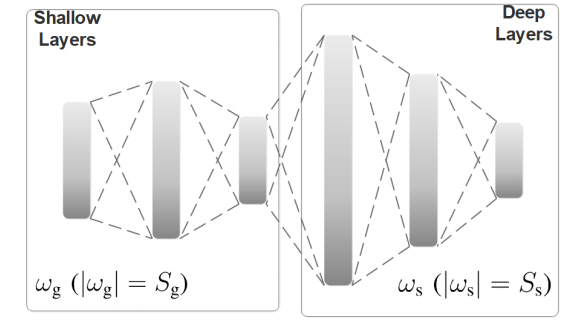 Shallow
Layers
Deep
Layers
ω_g (|ω_g| = S_g)
ω_s (|ω_s| = S_s)